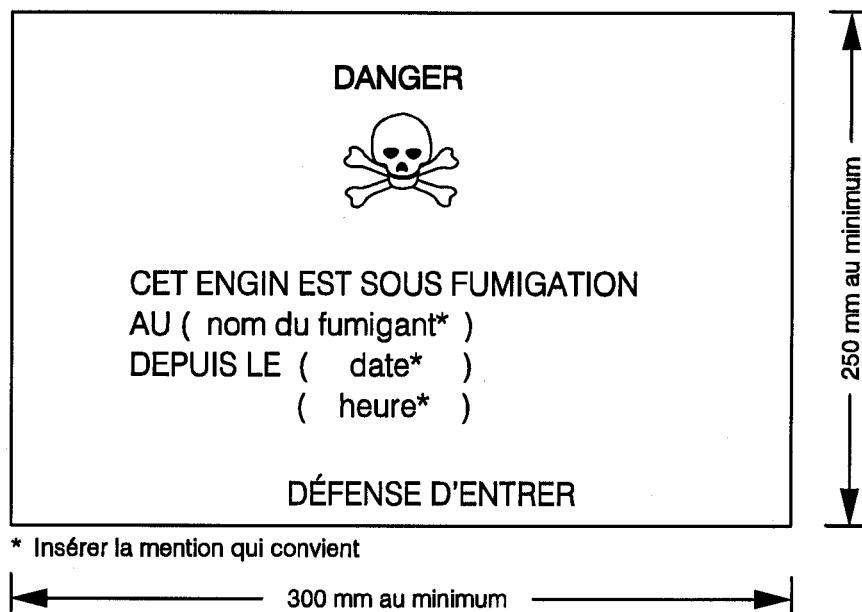 DANGER
CET ENGIN EST SOUS FUMIGATION
AU ( nom du fumigant* )
DEPUIS LE ( date* )
( heure* )
DÉFENSE D'ENTRER
250 mm au minimum
* Insérer la mention qui convient
300 mm au minimum